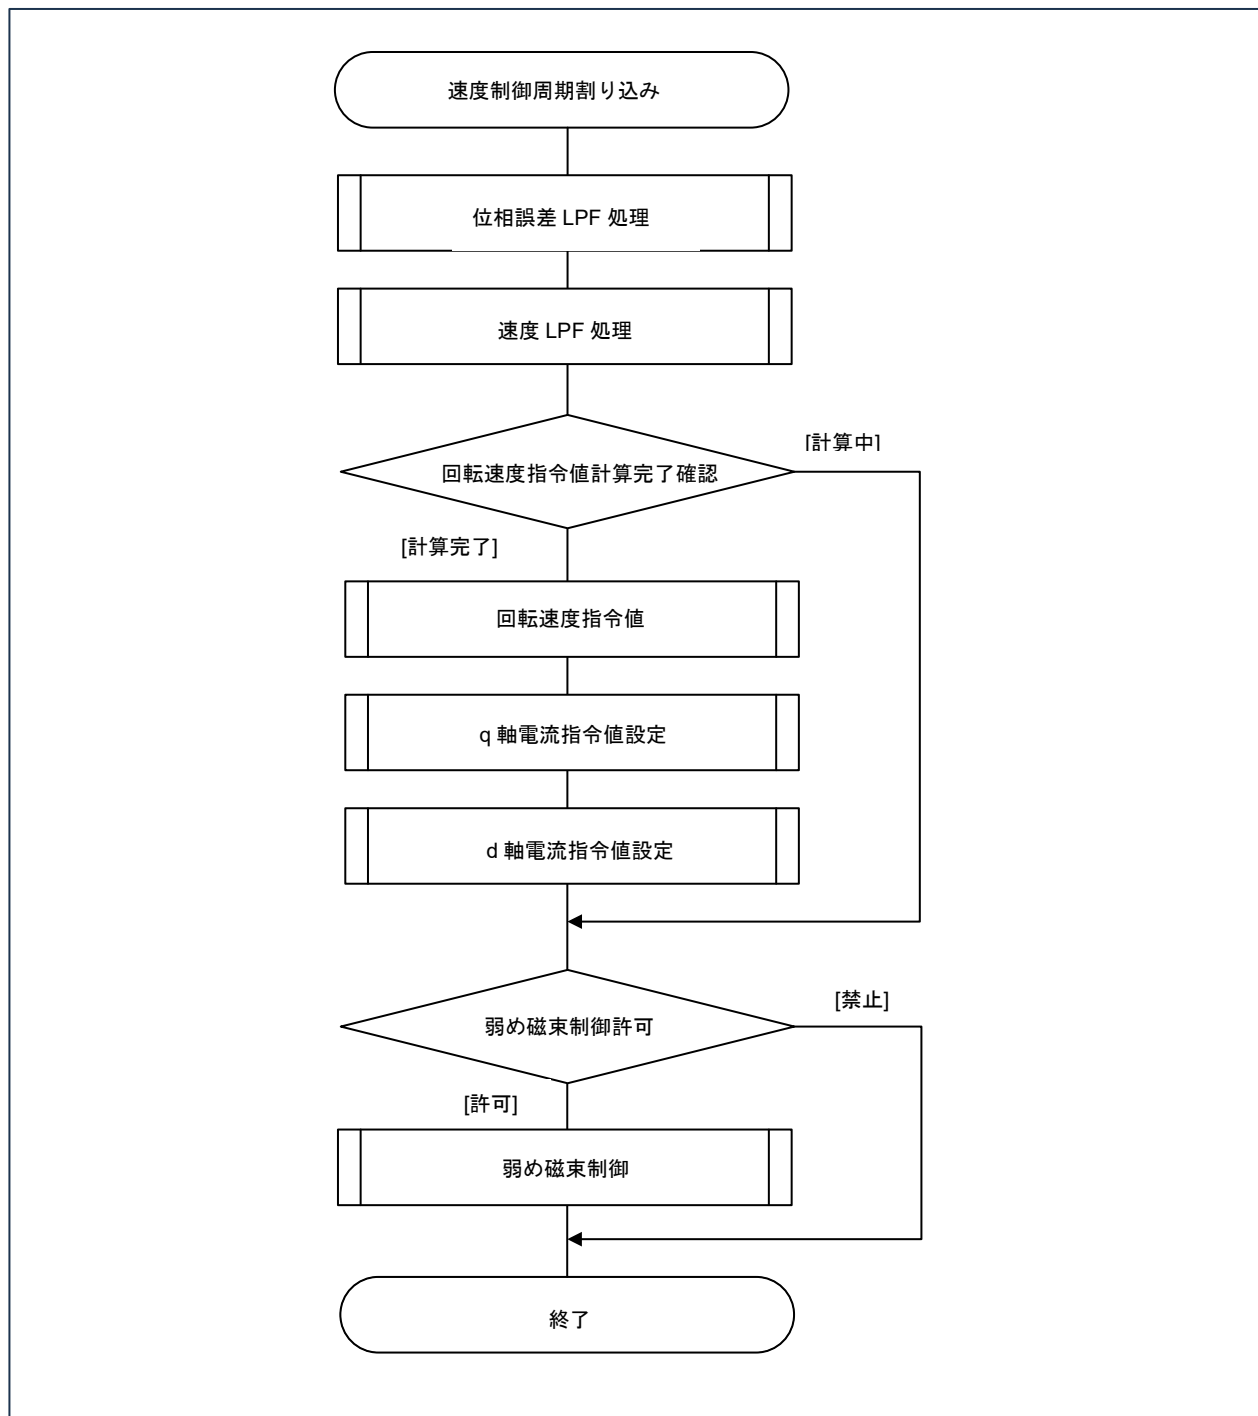 速度制御周期割り込み
位相誤差 LPF 処理
速度 LPF 処理
[計算中]
回転速度指令値計算完了確認
[計算完了]
回転速度指令値
q 軸電流指令値設定
d 軸電流指令値設定
[禁止]
弱め磁束制御許可
[許可]
弱め磁束制御
終了